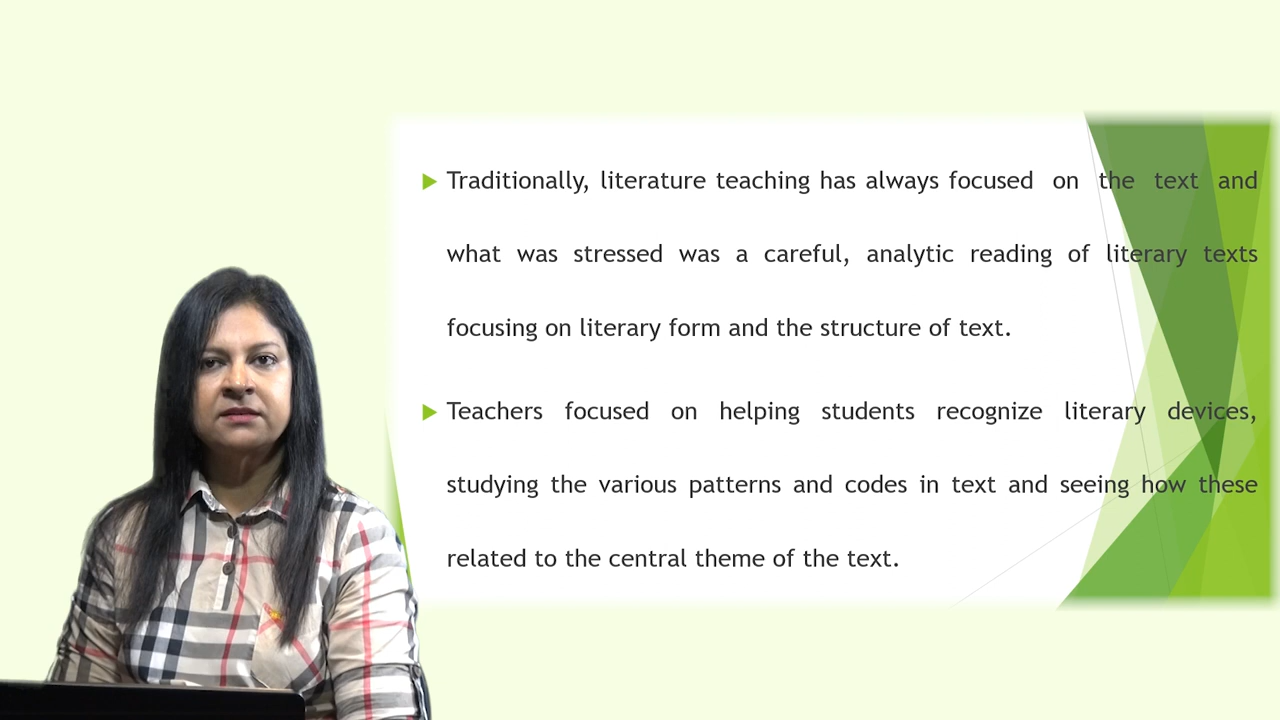 Traditionally, literature teaching has always focused on the text and
what was stressed was a careful, analytic reading of literary texts
focusing on literary form and the structure of text.
Teachers focused on helping students recognize literary devices,
studying the various patterns and codes in text and seeing how these
related to the central theme of the text.